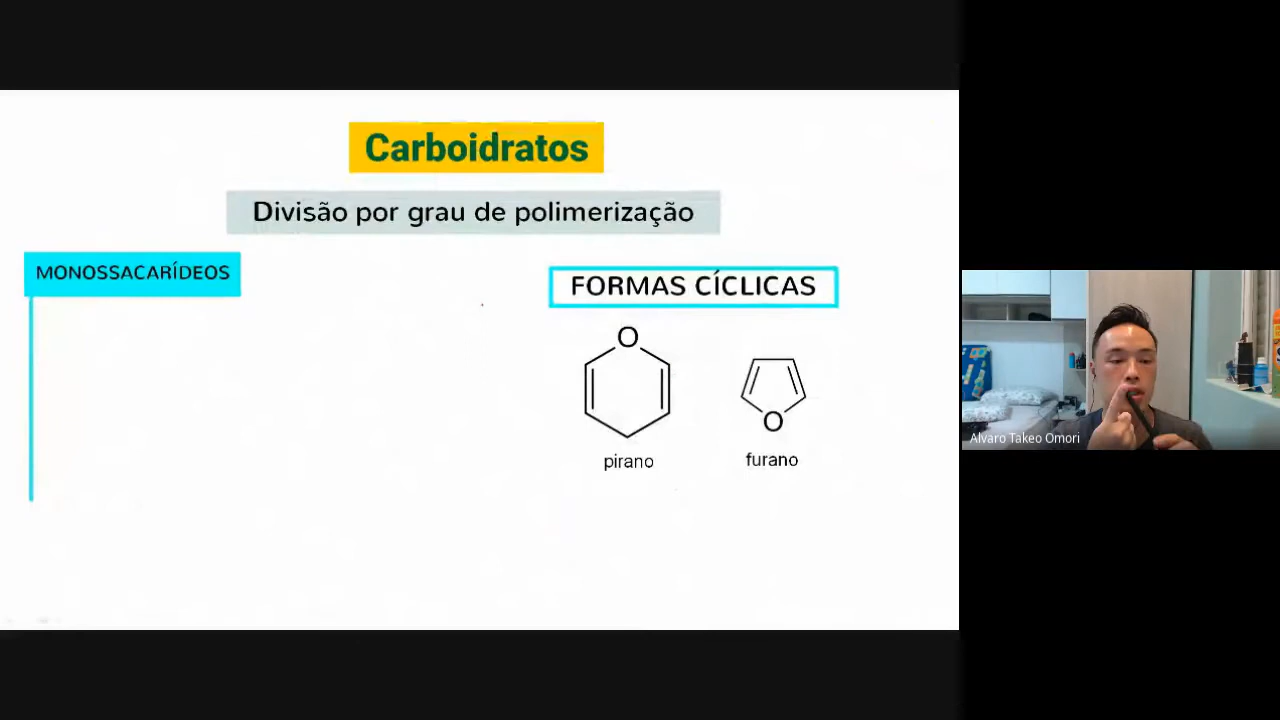 Carboidratos
Divisão por grau de polimerização
MONOSSACARÍDEOS
FORMAS CÍCLICAS
O
O
pirano
furano
Alvaro Takeo Omori